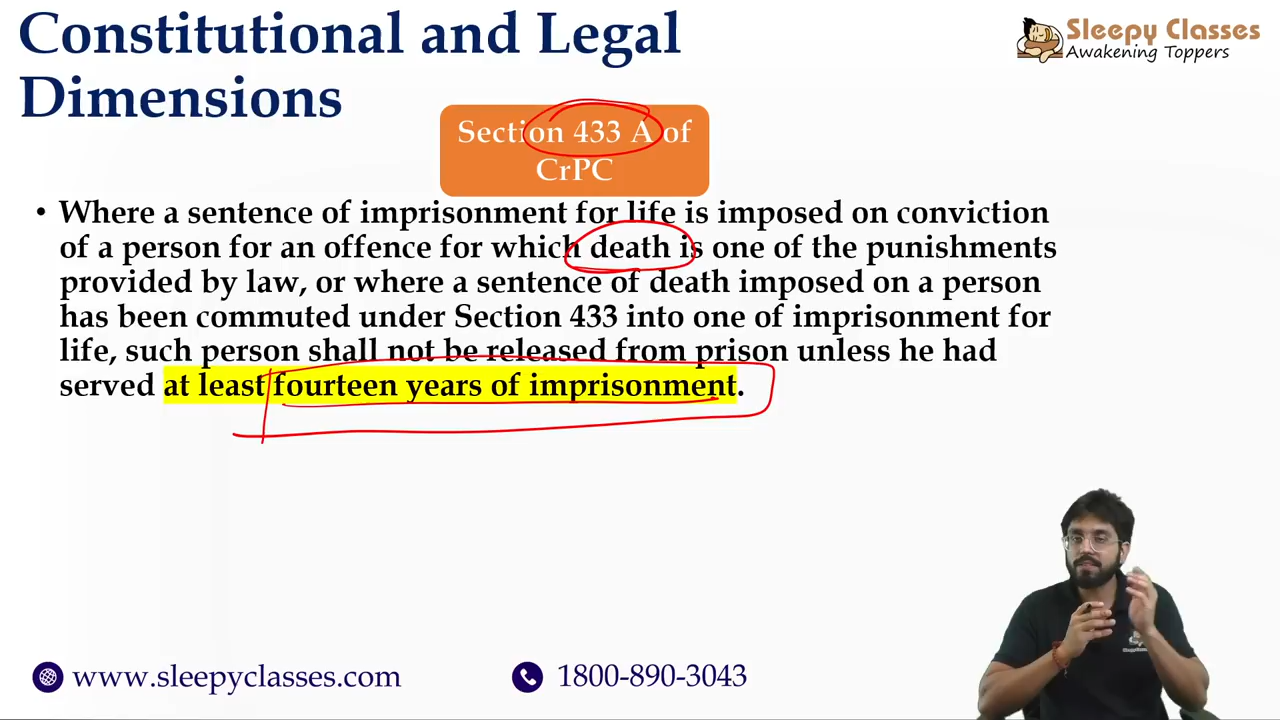 Constitutional and Legal
Dimensions
Sleepy Classes
Awakening Toppers
Section 433 A of
CrPC
• Where a sentence of imprisonment for life is imposed on conviction
of a person for an offence for which death is one of the punishments
provided by law, or where a sentence of death imposed on a person
has been commuted under Section 433 into one of imprisonment for
life, such person shall not be released from prison unless he had
served at least fourteen years of imprisonment.
www.sleepyclasses.com
1800-890-3043